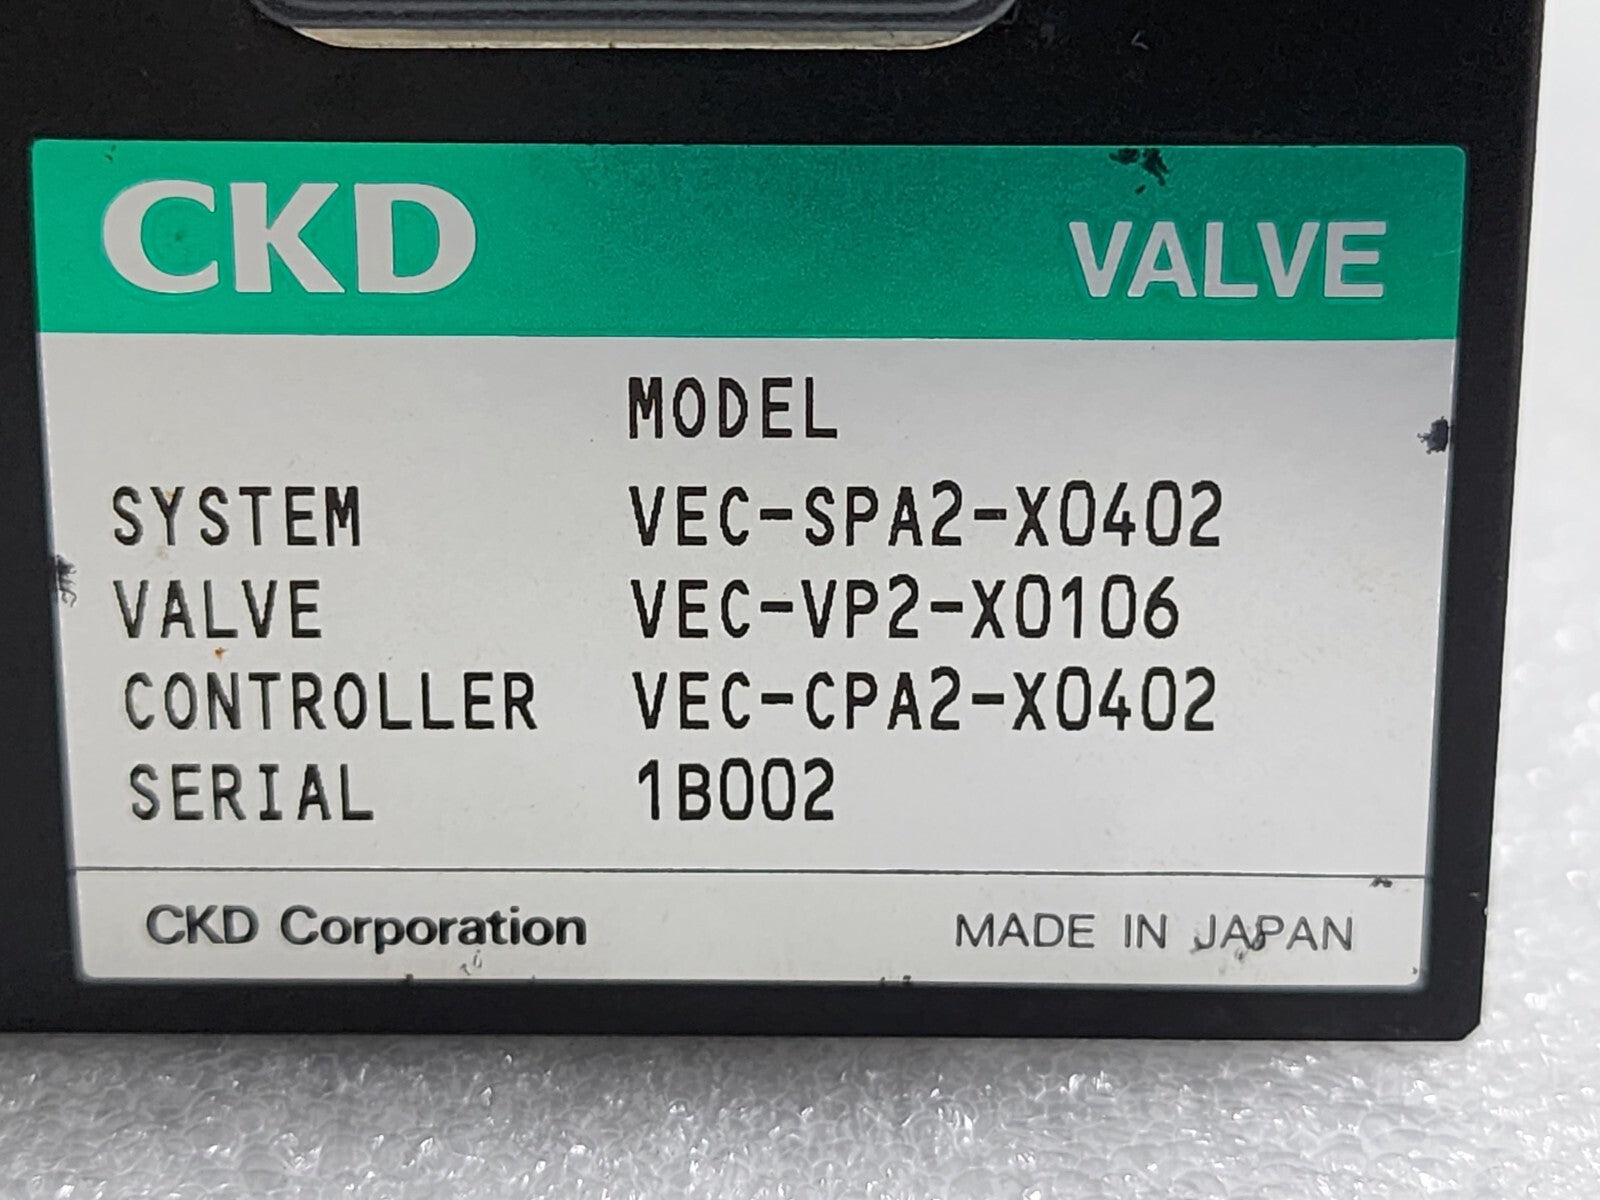 CKD VALVE
MODEL
SYSTEM VEC-SPA2-X0402
VALVE VEC-VP2-X0106
CONTROLLER VEC-CPA2-X0402
SERIAL 1B002
CKD Corporation MADE IN JAPAN